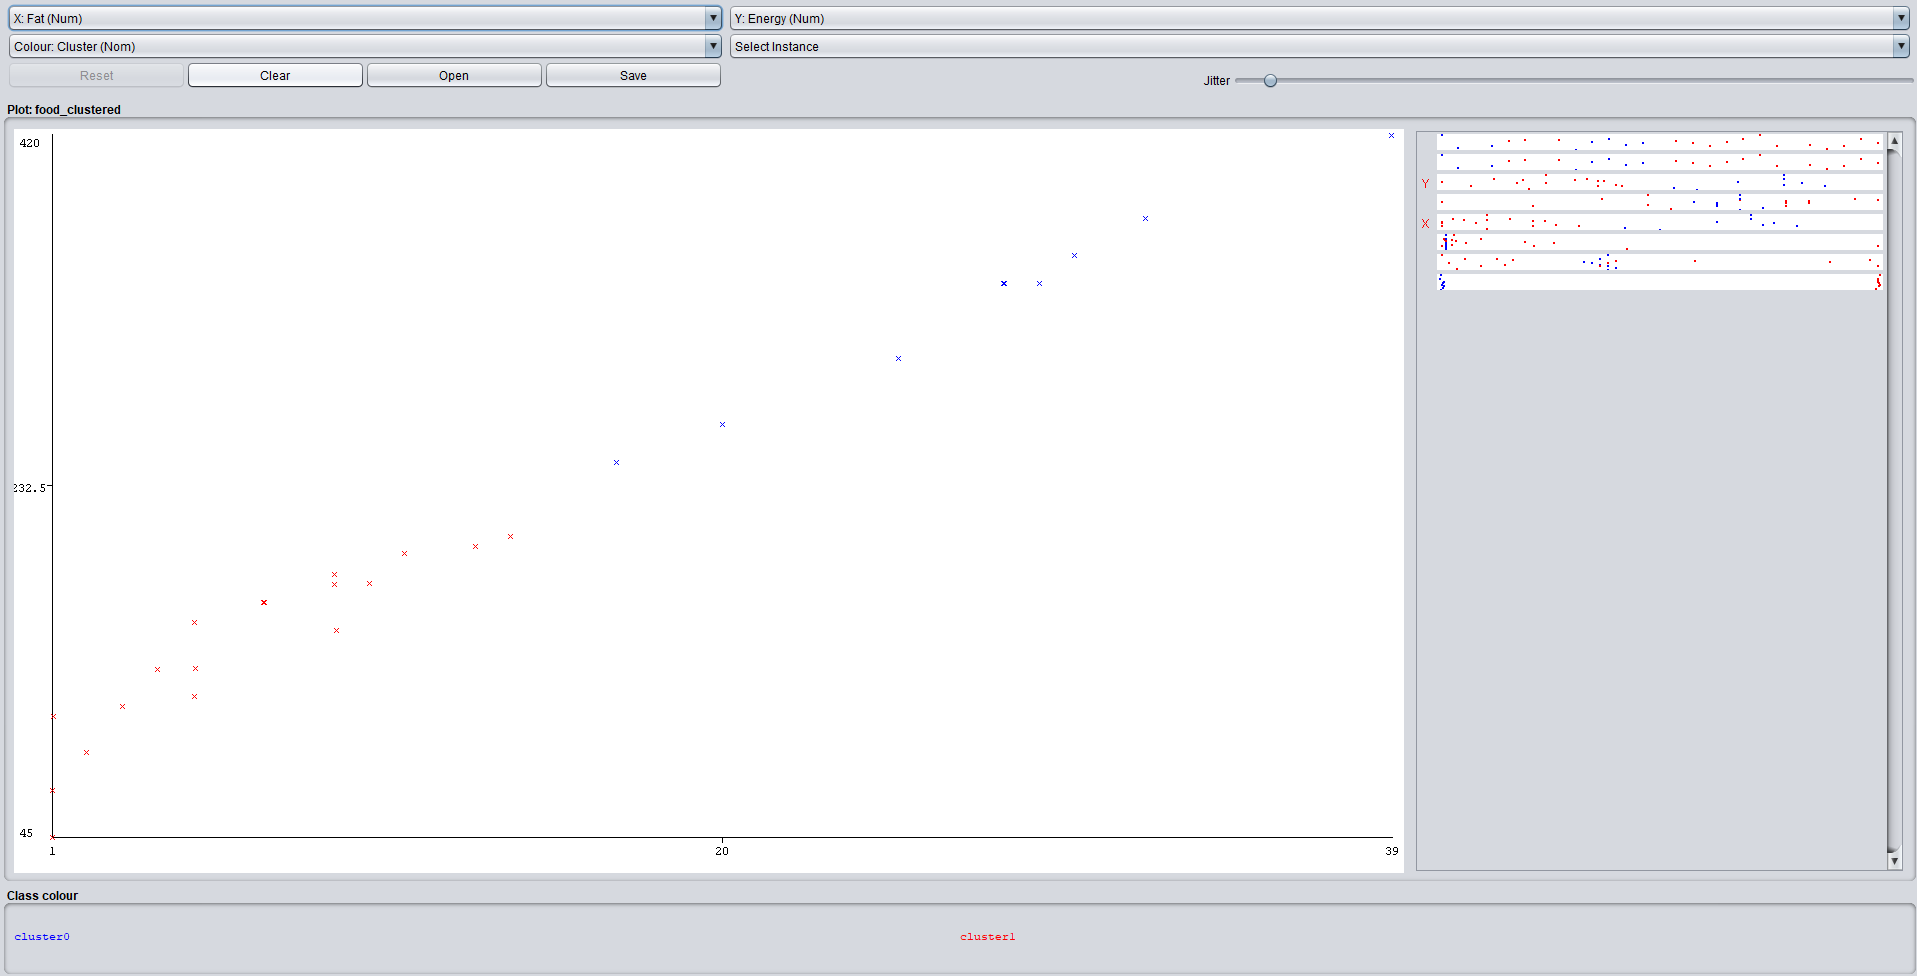 X: Fat (Num)
Y: Energy (Num)
Colour: Cluster (Nom)
Select Instance
Reset
Clear
Open
Save
Jitter
Plot: food_clustered
420
232.5
45
1
20
39
Y
X
Class colour
cluster0
cluster1